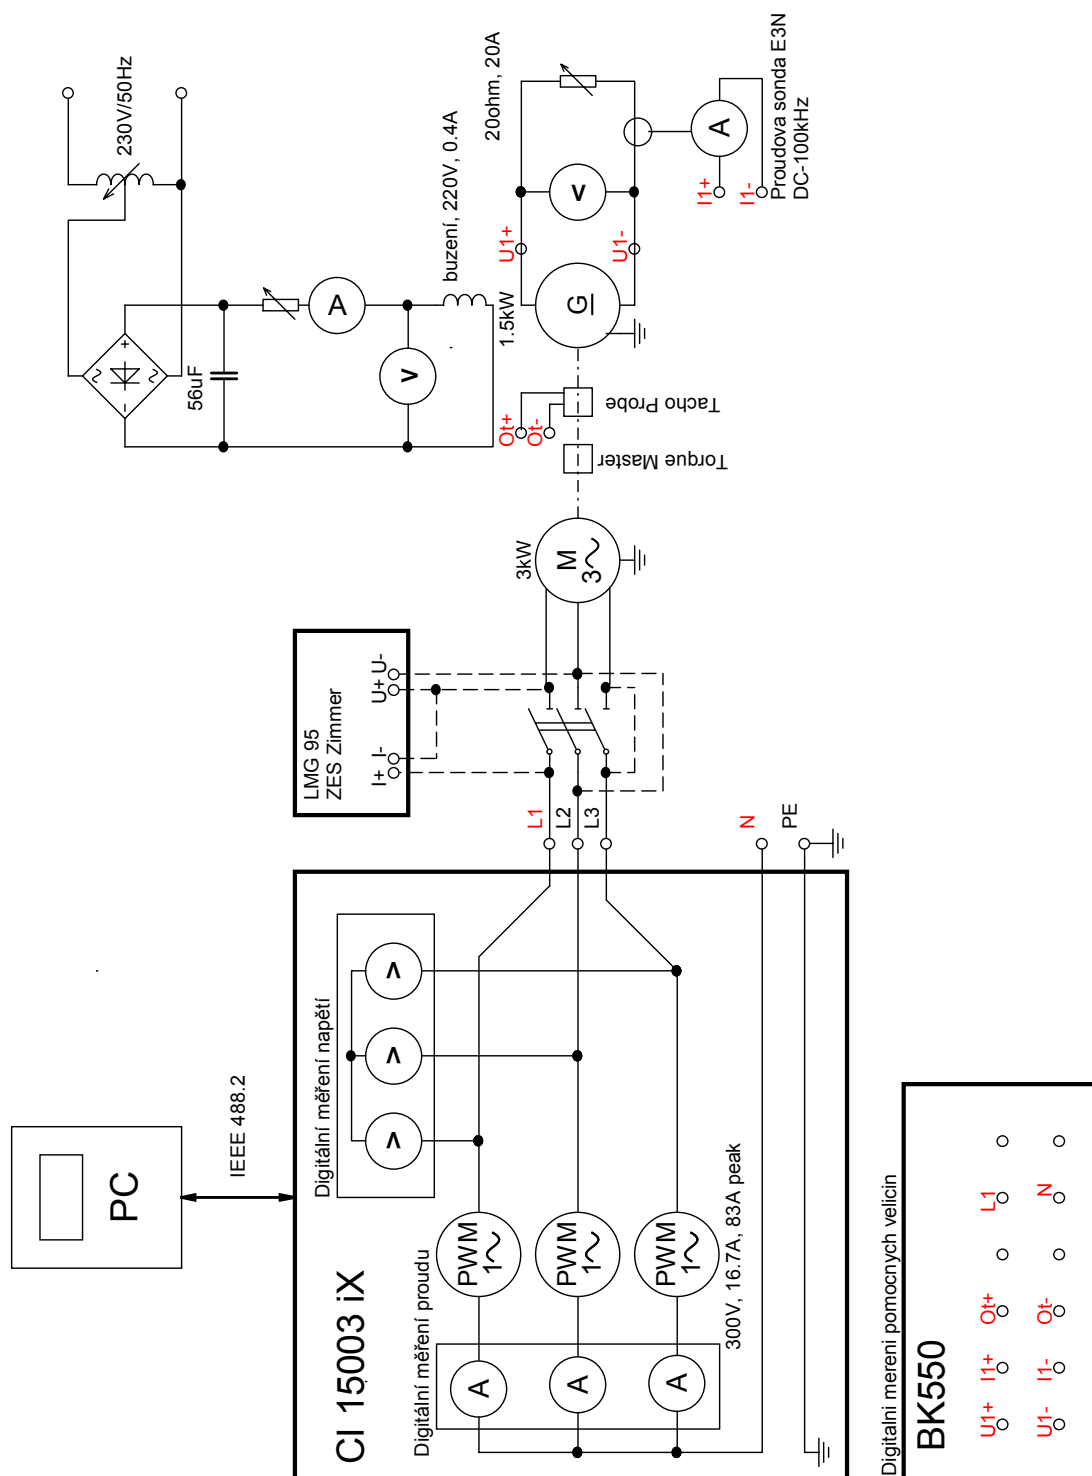 230V/50Hz
56uF
A
V
buzení, 220V, 0.4A
20ohm, 20A
U1+
U1-
V
A
I1+
I1-
Proudova sonda E3N
DC-100kHz
1.5kW
G
Ot+
Ot-
Tacho Probe
Torque Master
3kW
M
3
LMG 95
ZES Zimmer
I+
I-
U+
U-
L1
L2
L3
N
PE
PC
IEEE 488.2
CI 15003 iX
Digitální měření napětí
V
V
V
Digitální měření proudu
PWM
1
PWM
1
PWM
1
A
A
A
300V, 16.7A, 83A peak
Digitalni mereni pomocnych velicin
BK550
U1+
I1+
Ot+
L1
U1-
I1-
Ot-
N